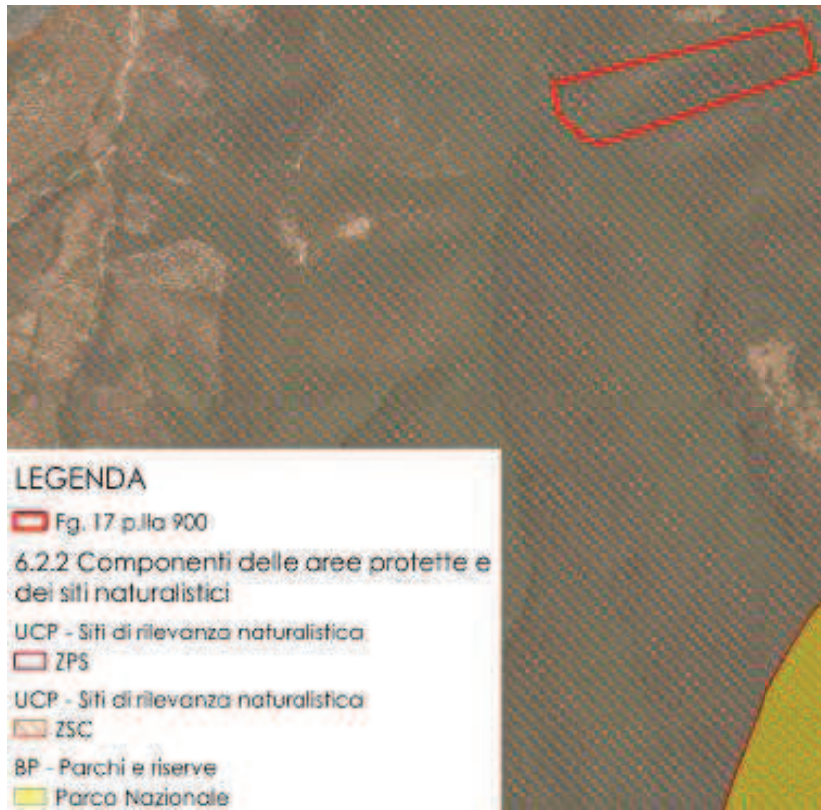 LEGENDA
Fg. 17 p.lla 900
6.2.2 Componenti delle aree protette e
dei siti naturalistici
UCP - Siti di rilevanza naturalistica
ZPS
UCP - Siti di rilevanza naturalistica
ZSC
BP - Parchi e riserve
Parco Nazionale